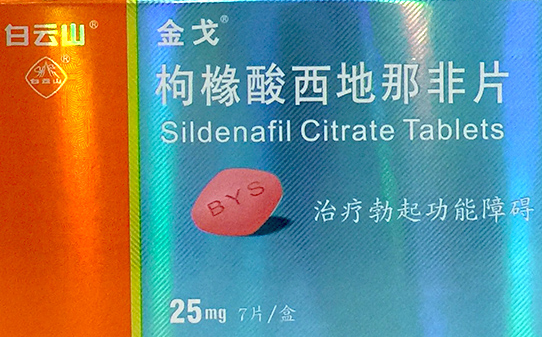 白云山®
白云山®
金戈®
枸橼酸西地那非片
Sildenafil Citrate Tablets
BYS
治疗勃起功能障碍
25mg 7片/盒